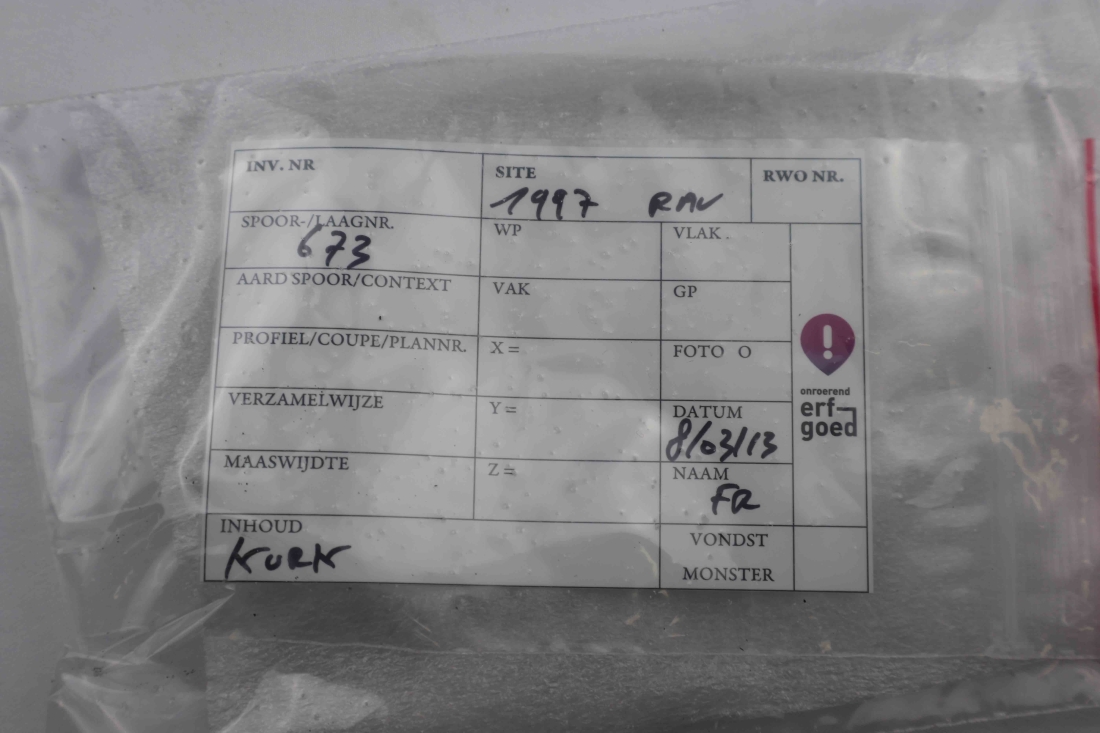 INV. NR
SITE
RWO NR.
1997 RAV
SPOOR-/LAAGNR.
673
WP
VLAK
AARD SPOOR/CONTEXT
VAK
GP
PROFIEL/COUPE/PLANNR.
X =
FOTO O
VERZAMELWIJZE
Y =
DATUM
8/03/13
MAASWIJDTE
Z =
NAAM
FR
INHOUD
KURK
VONDST
MONSTER
!
onroerend
erf-
goed